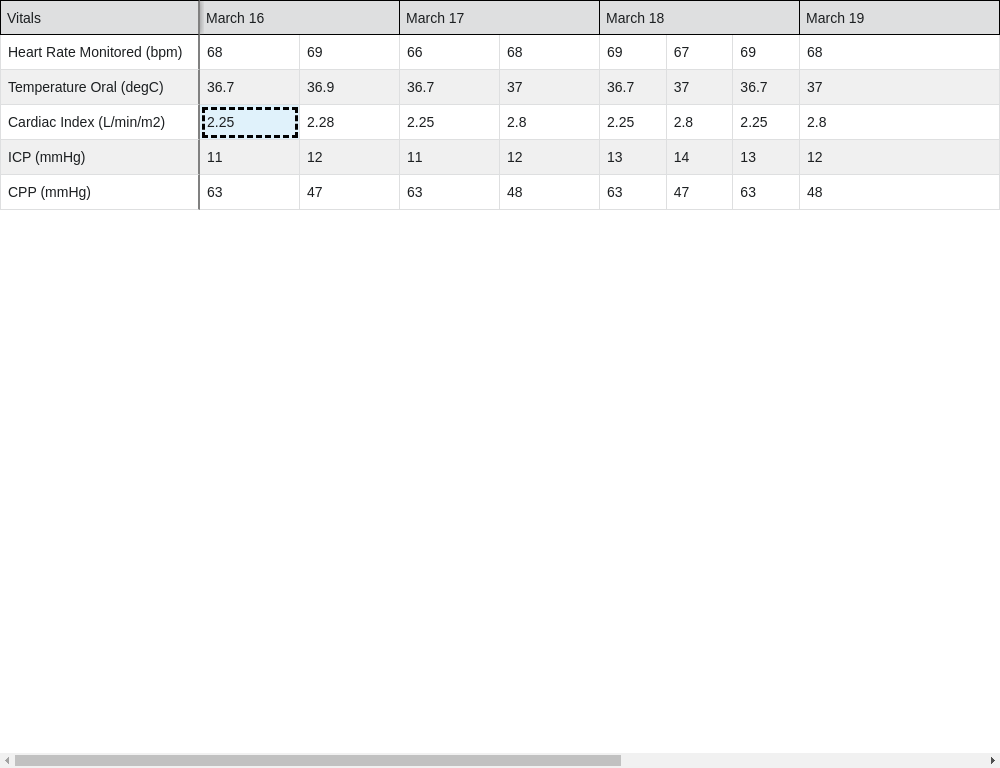 Vitals March 16 March 17 March 18 March 19
Heart Rate Monitored (bpm) 68 69 66 68 69 67 69 68
Temperature Oral (degC) 36.7 36.9 36.7 37 36.7 37 36.7 37
Cardiac Index (L/min/m2) 2.25 2.28 2.25 2.8 2.25 2.8 2.25 2.8
ICP (mmHg) 11 12 11 12 13 14 13 12
CPP (mmHg) 63 47 63 48 63 47 63 48